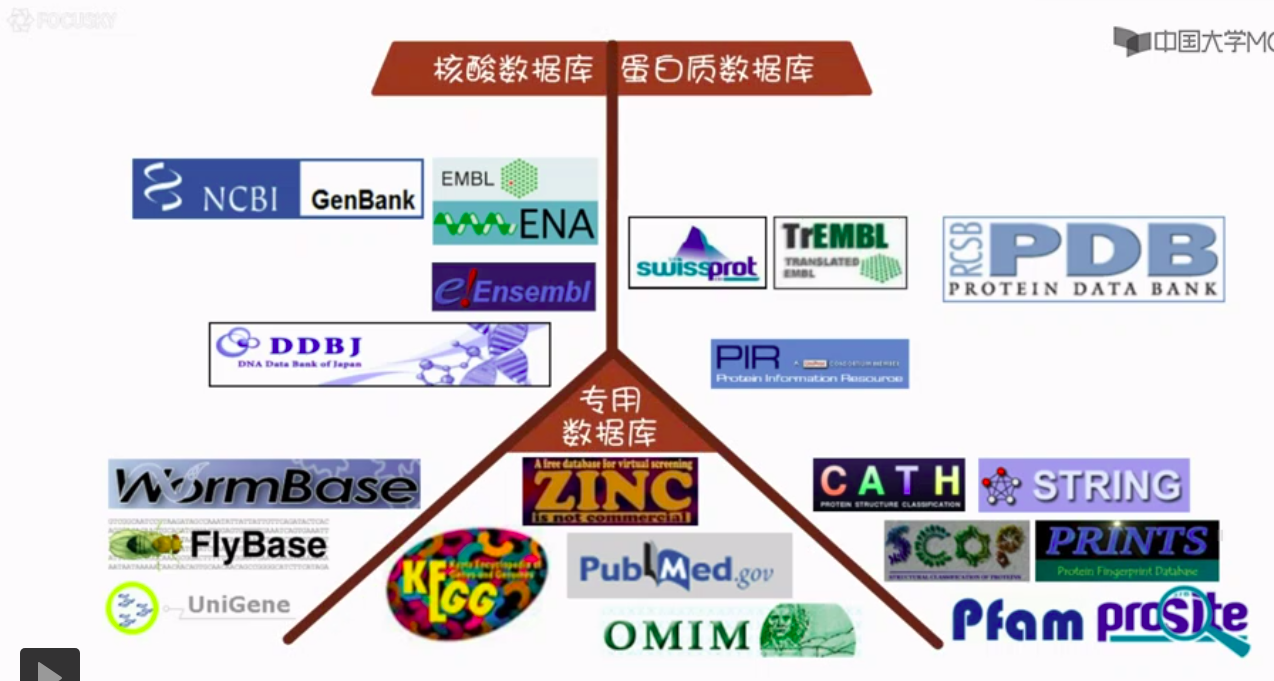 FOCUSKY
中国大学MO
核酸数据库
蛋白质数据库
NCBI
GenBank
EMBL
ENA
e!Ensembl
DDBJ
DNA Data Bank of Japan
swissprot
TrEMBL
TRANSLATED
EMBL
RCSB
PDB
PROTEIN DATA BANK
PIR
Protein Information Resource
专用
数据库
WormBase
FlyBase
UniGene
A free database for virtual screening
ZINC
is not commercial
KEGG
Kyoto Encyclopedia of
Genes and Genomes
PubMed.gov
OMIM
CATH
PROTEIN STRUCTURE CLASSIFICATION
STRING
SCOP
STRUCTURAL CLASSIFICATION OF PROTEINS
PRINTS
Protein Fingerprint Database
Pfam
prosite